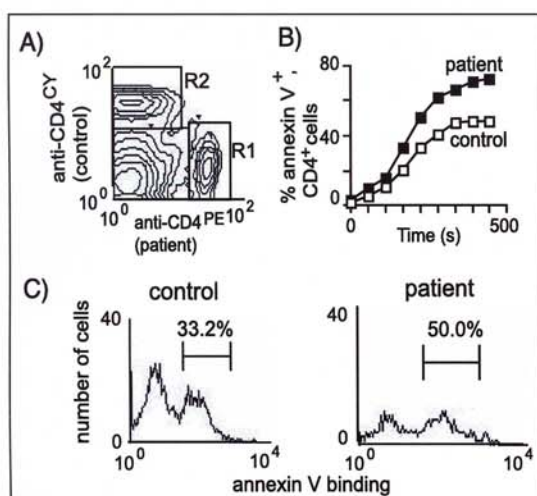 A)
10²
R2
anti-CD4CY
(control)
R1
10⁰
10⁰ anti-CD4PE 10²
(patient)
B)
80
patient
% annexin V⁺,
CD4⁺cells
40
control
0
0 Time (s) 500
C)
control
patient
40
33.2%
40
50.0%
number of cells
0
0
10⁰ 10⁴
10⁰ 10⁴
annexin V binding